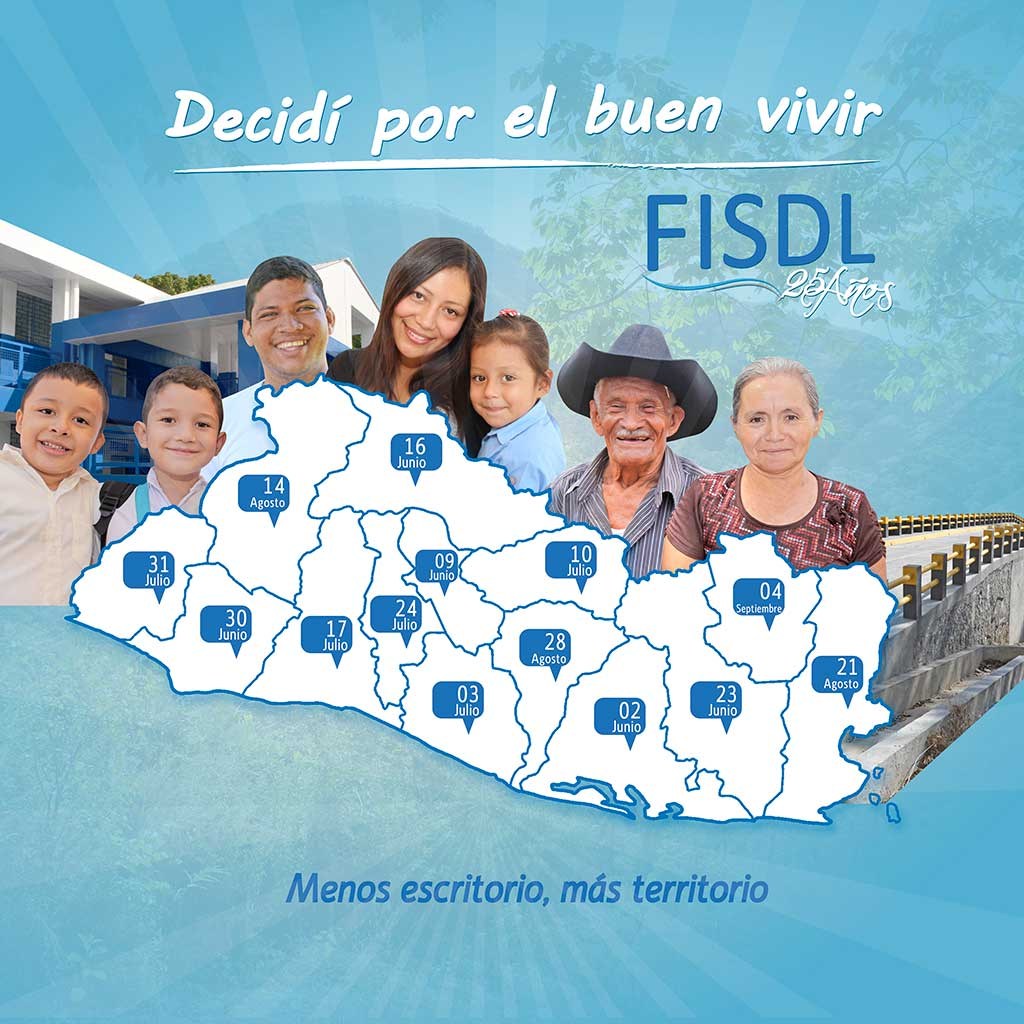 Decidí por el buen vivir
FISDL
25 Años
16
Junio
14
Agosto
09
Junio
10
Julio
31
Julio
04
Septiembre
30
Junio
24
Julio
17
Julio
28
Agosto
21
Agosto
03
Julio
02
Junio
23
Junio
Menos escritorio, más territorio